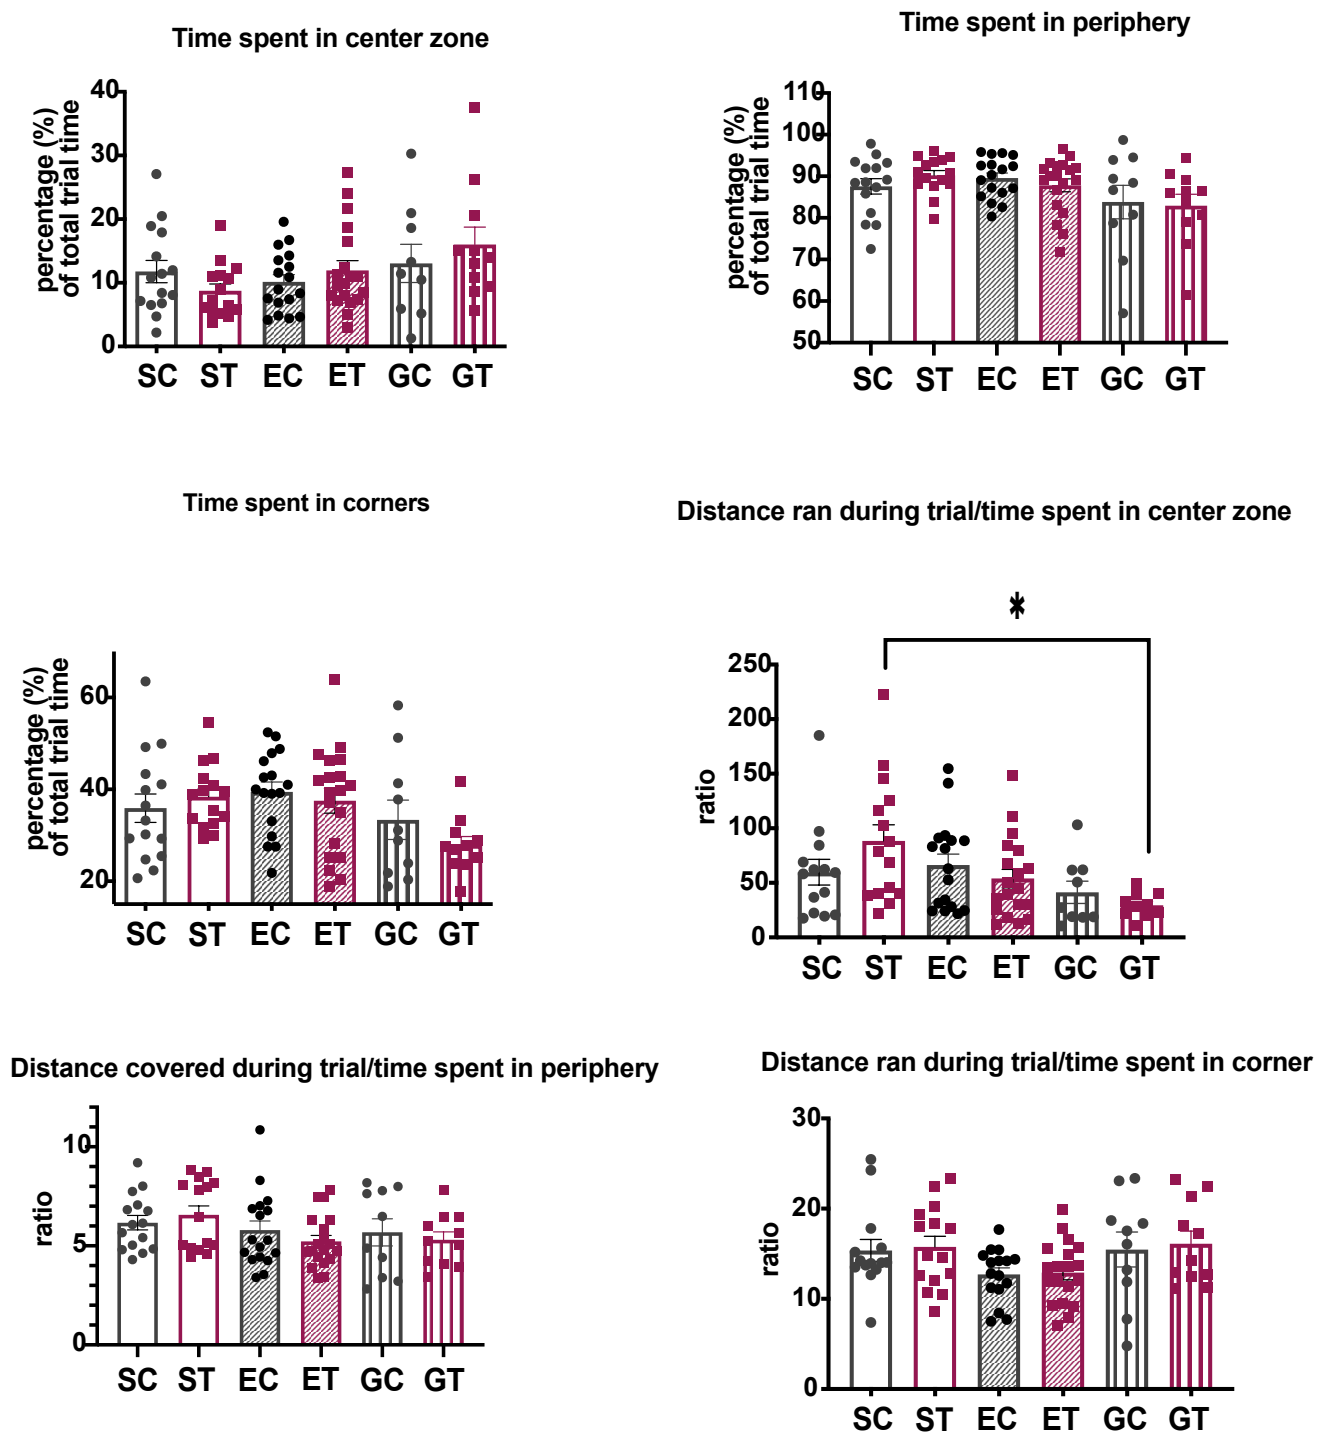 Time spent in center zone
percentage (%)
of total trial time
40
30
20
10
0
SC ST EC ET GC GT
Time spent in periphery
percentage (%)
of total trial time
110
100
90
80
70
60
50
SC ST EC ET GC GT
Time spent in corners
percentage (%)
of total trial time
60
40
20
SC ST EC ET GC GT
Distance ran during trial/time spent in center zone
*
ratio
250
200
150
100
50
0
SC ST EC ET GC GT
Distance covered during trial/time spent in periphery
ratio
10
5
0
SC ST EC ET GC GT
Distance ran during trial/time spent in corner
ratio
30
20
10
0
SC ST EC ET GC GT